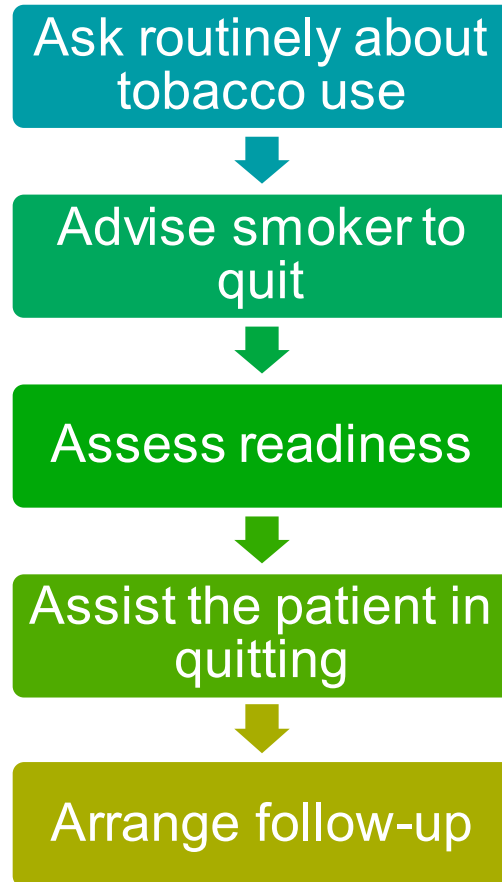 Ask routinely about
tobacco use
Advise smoker to
quit
Assess readiness
Assist the patient in
quitting
Arrange follow-up